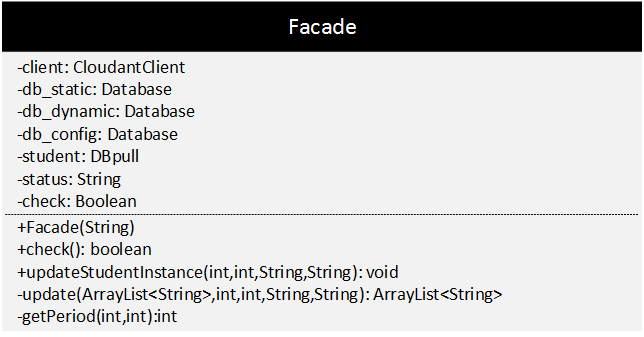 Facade
-client: CloudantClient
-db_static: Database
-db_dynamic: Database
-db_config: Database
-student: DBpull
-status: String
-check: Boolean
+Facade(String)
+check(): boolean
+updateStudentInstance(int,int,String,String): void
-update(ArrayList<String>,int,int,String,String): ArrayList<String>
-getPeriod(int,int):int